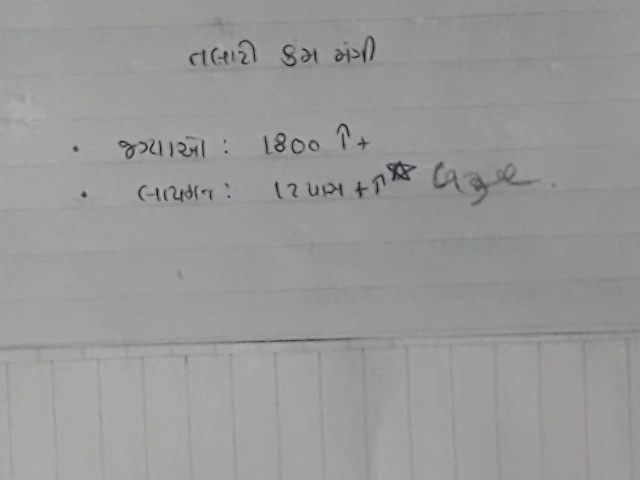 તલાટી કમ મંત્રી
• જગ્યાઓ : 1800 ↑+
• લાયકાત : 12 પાસ +↑ ☆